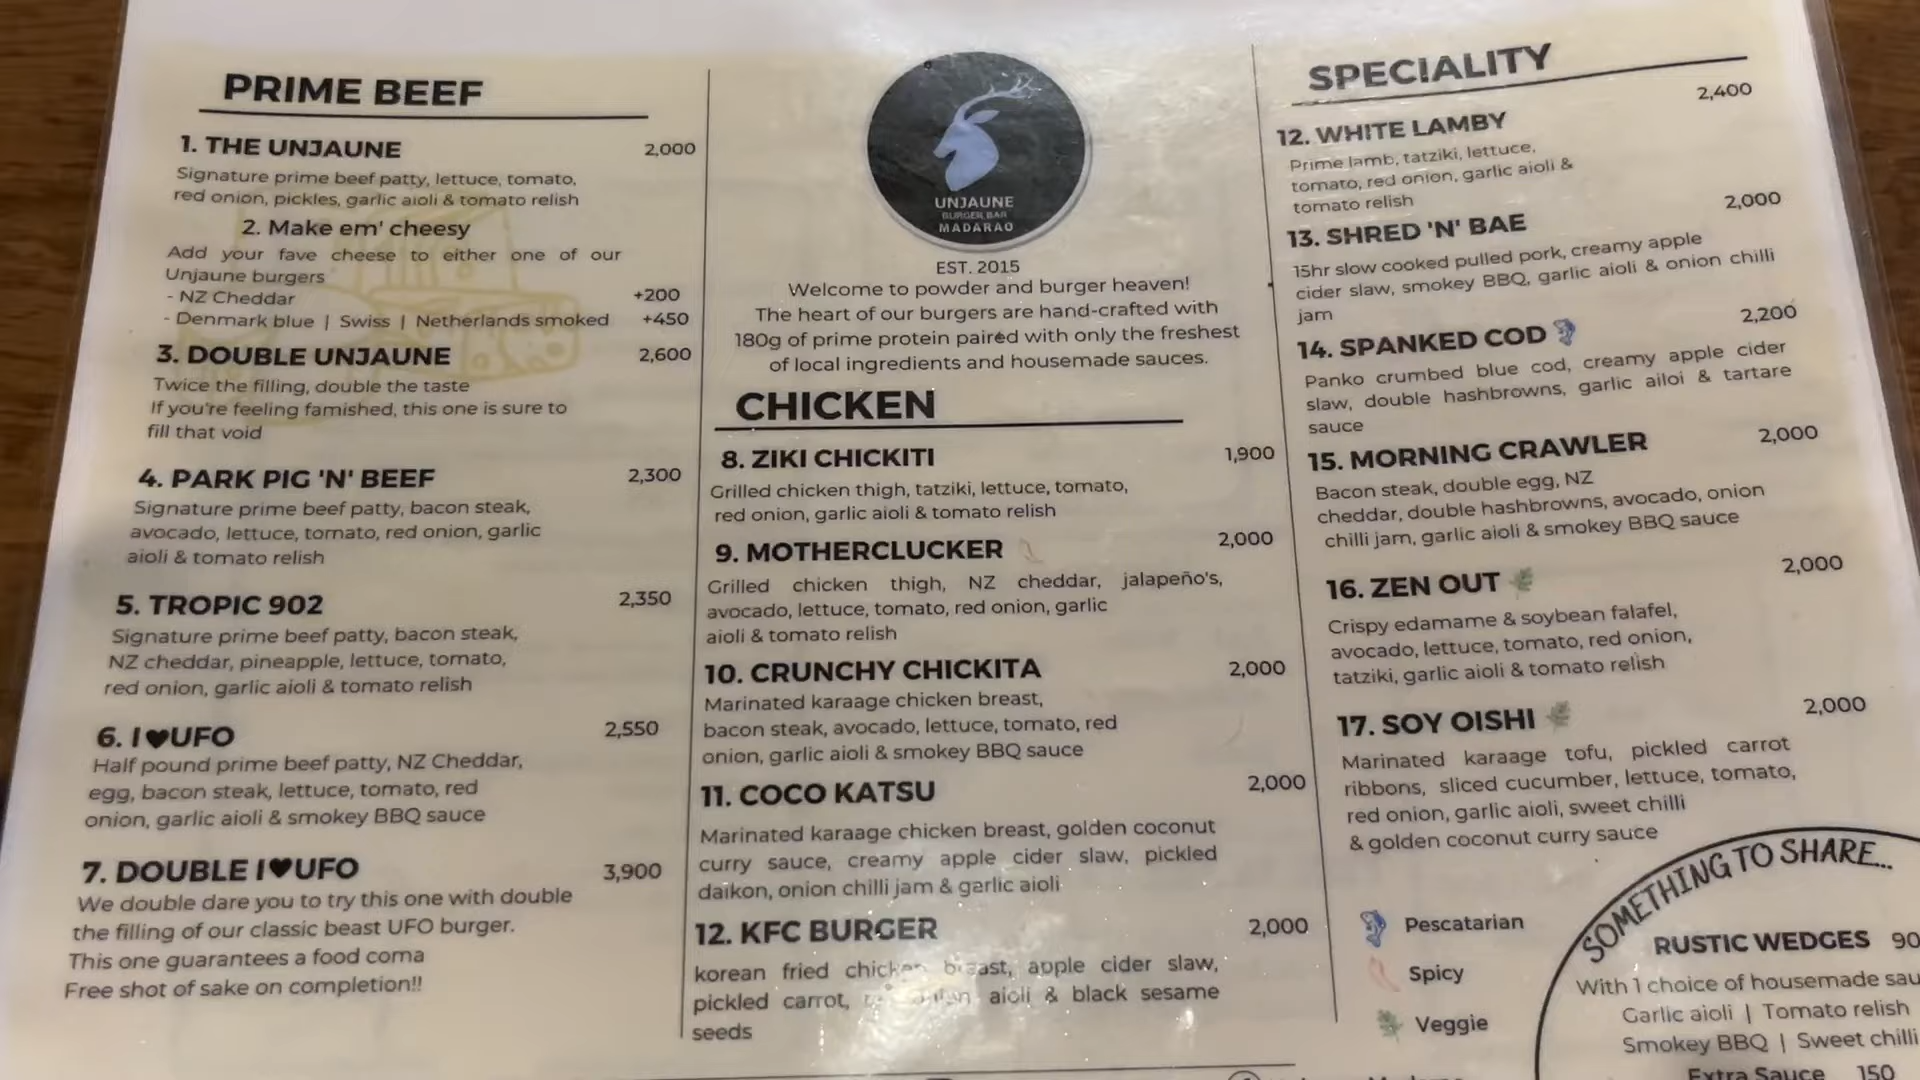 PRIME BEEF
1. THE UNJAUNE 2,000
Signature prime beef patty, lettuce, tomato,
red onion, pickles, garlic aioli & tomato relish
2. Make em' cheesy
Add your fave cheese to either one of our
Unjaune burgers
- NZ Cheddar +200
- Denmark blue | Swiss | Netherlands smoked +450
3. DOUBLE UNJAUNE 2,600
Twice the filling, double the taste
If you're feeling famished, this one is sure to
fill that void
4. PARK PIG 'N' BEEF 2,300
Signature prime beef patty, bacon steak,
avocado, lettuce, tomato, red onion, garlic
aioli & tomato relish
5. TROPIC 902 2,350
Signature prime beef patty, bacon steak,
NZ cheddar, pineapple, lettuce, tomato,
red onion, garlic aioli & tomato relish
6. I♥UFO 2,550
Half pound prime beef patty, NZ Cheddar,
egg, bacon steak, lettuce, tomato, red
onion, garlic aioli & smokey BBQ sauce
7. DOUBLE I♥UFO 3,900
We double dare you to try this one with double
the filling of our classic beast UFO burger.
This one guarantees a food coma
Free shot of sake on completion!!
UNJAUNE
BURGER BAR
MADARAO
EST. 2015
Welcome to powder and burger heaven!
The heart of our burgers are hand-crafted with
180g of prime protein paired with only the freshest
of local ingredients and housemade sauces.
CHICKEN
8. ZIKI CHICKITI 1,900
Grilled chicken thigh, tatziki, lettuce, tomato,
red onion, garlic aioli & tomato relish
9. MOTHERCLUCKER 2,000
Grilled chicken thigh, NZ cheddar, jalapeño's,
avocado, lettuce, tomato, red onion, garlic
aioli & tomato relish
10. CRUNCHY CHICKITA 2,000
Marinated karaage chicken breast,
bacon steak, avocado, lettuce, tomato, red
onion, garlic aioli & smokey BBQ sauce
11. COCO KATSU 2,000
Marinated karaage chicken breast, golden coconut
curry sauce, creamy apple cider slaw, pickled
daikon, onion chilli jam & garlic aioli
12. KFC BURGER 2,000
korean fried chicken breast, apple cider slaw,
pickled carrot, aioli & black sesame
seeds
SPECIALITY
12. WHITE LAMBY 2,400
Prime lamb, tatziki, lettuce,
tomato, red onion, garlic aioli &
tomato relish
13. SHRED 'N' BAE 2,000
15hr slow cooked pulled pork, creamy apple
cider slaw, smokey BBQ, garlic aioli & onion chilli
jam
14. SPANKED COD 2,200
Panko crumbed blue cod, creamy apple cider
slaw, double hashbrowns, garlic ailoi & tartare
sauce
15. MORNING CRAWLER 2,000
Bacon steak, double egg, NZ
cheddar, double hashbrowns, avocado, onion
chilli jam, garlic aioli & smokey BBQ sauce
16. ZEN OUT 2,000
Crispy edamame & soybean falafel,
avocado, lettuce, tomato, red onion,
tatziki, garlic aioli & tomato relish
17. SOY OISHI 2,000
Marinated karaage tofu, pickled carrot
ribbons, sliced cucumber, lettuce, tomato,
red onion, garlic aioli, sweet chilli
& golden coconut curry sauce
Pescatarian
Spicy
Veggie
SOMETHING TO SHARE...
RUSTIC WEDGES 90
With 1 choice of housemade sau
Garlic aioli | Tomato relish
Smokey BBQ | Sweet chilli
Extra Sauce 150